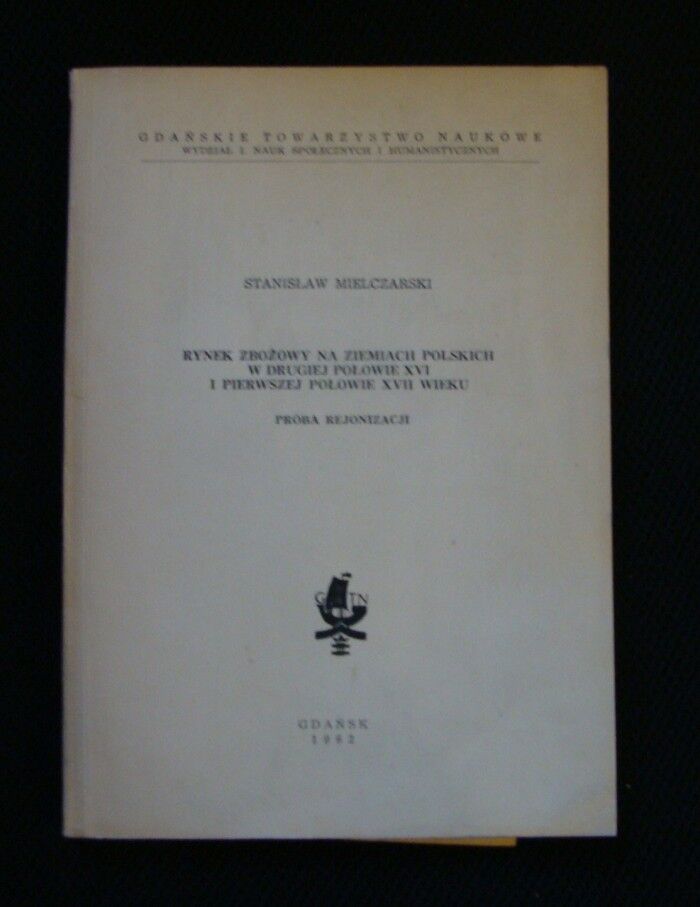 GDAŃSKIE TOWARZYSTWO NAUKOWE
WYDZIAŁ I. NAUK SPOŁECZNYCH I HUMANISTYCZNYCH
STANISŁAW MIELCZARSKI
RYNEK ZBOŻOWY NA ZIEMIACH POLSKICH
W DRUGIEJ POŁOWIE XVI
I PIERWSZEJ POŁOWIE XVII WIEKU
PRÓBA REJONIZACJI
G TN
GDAŃSK
1962